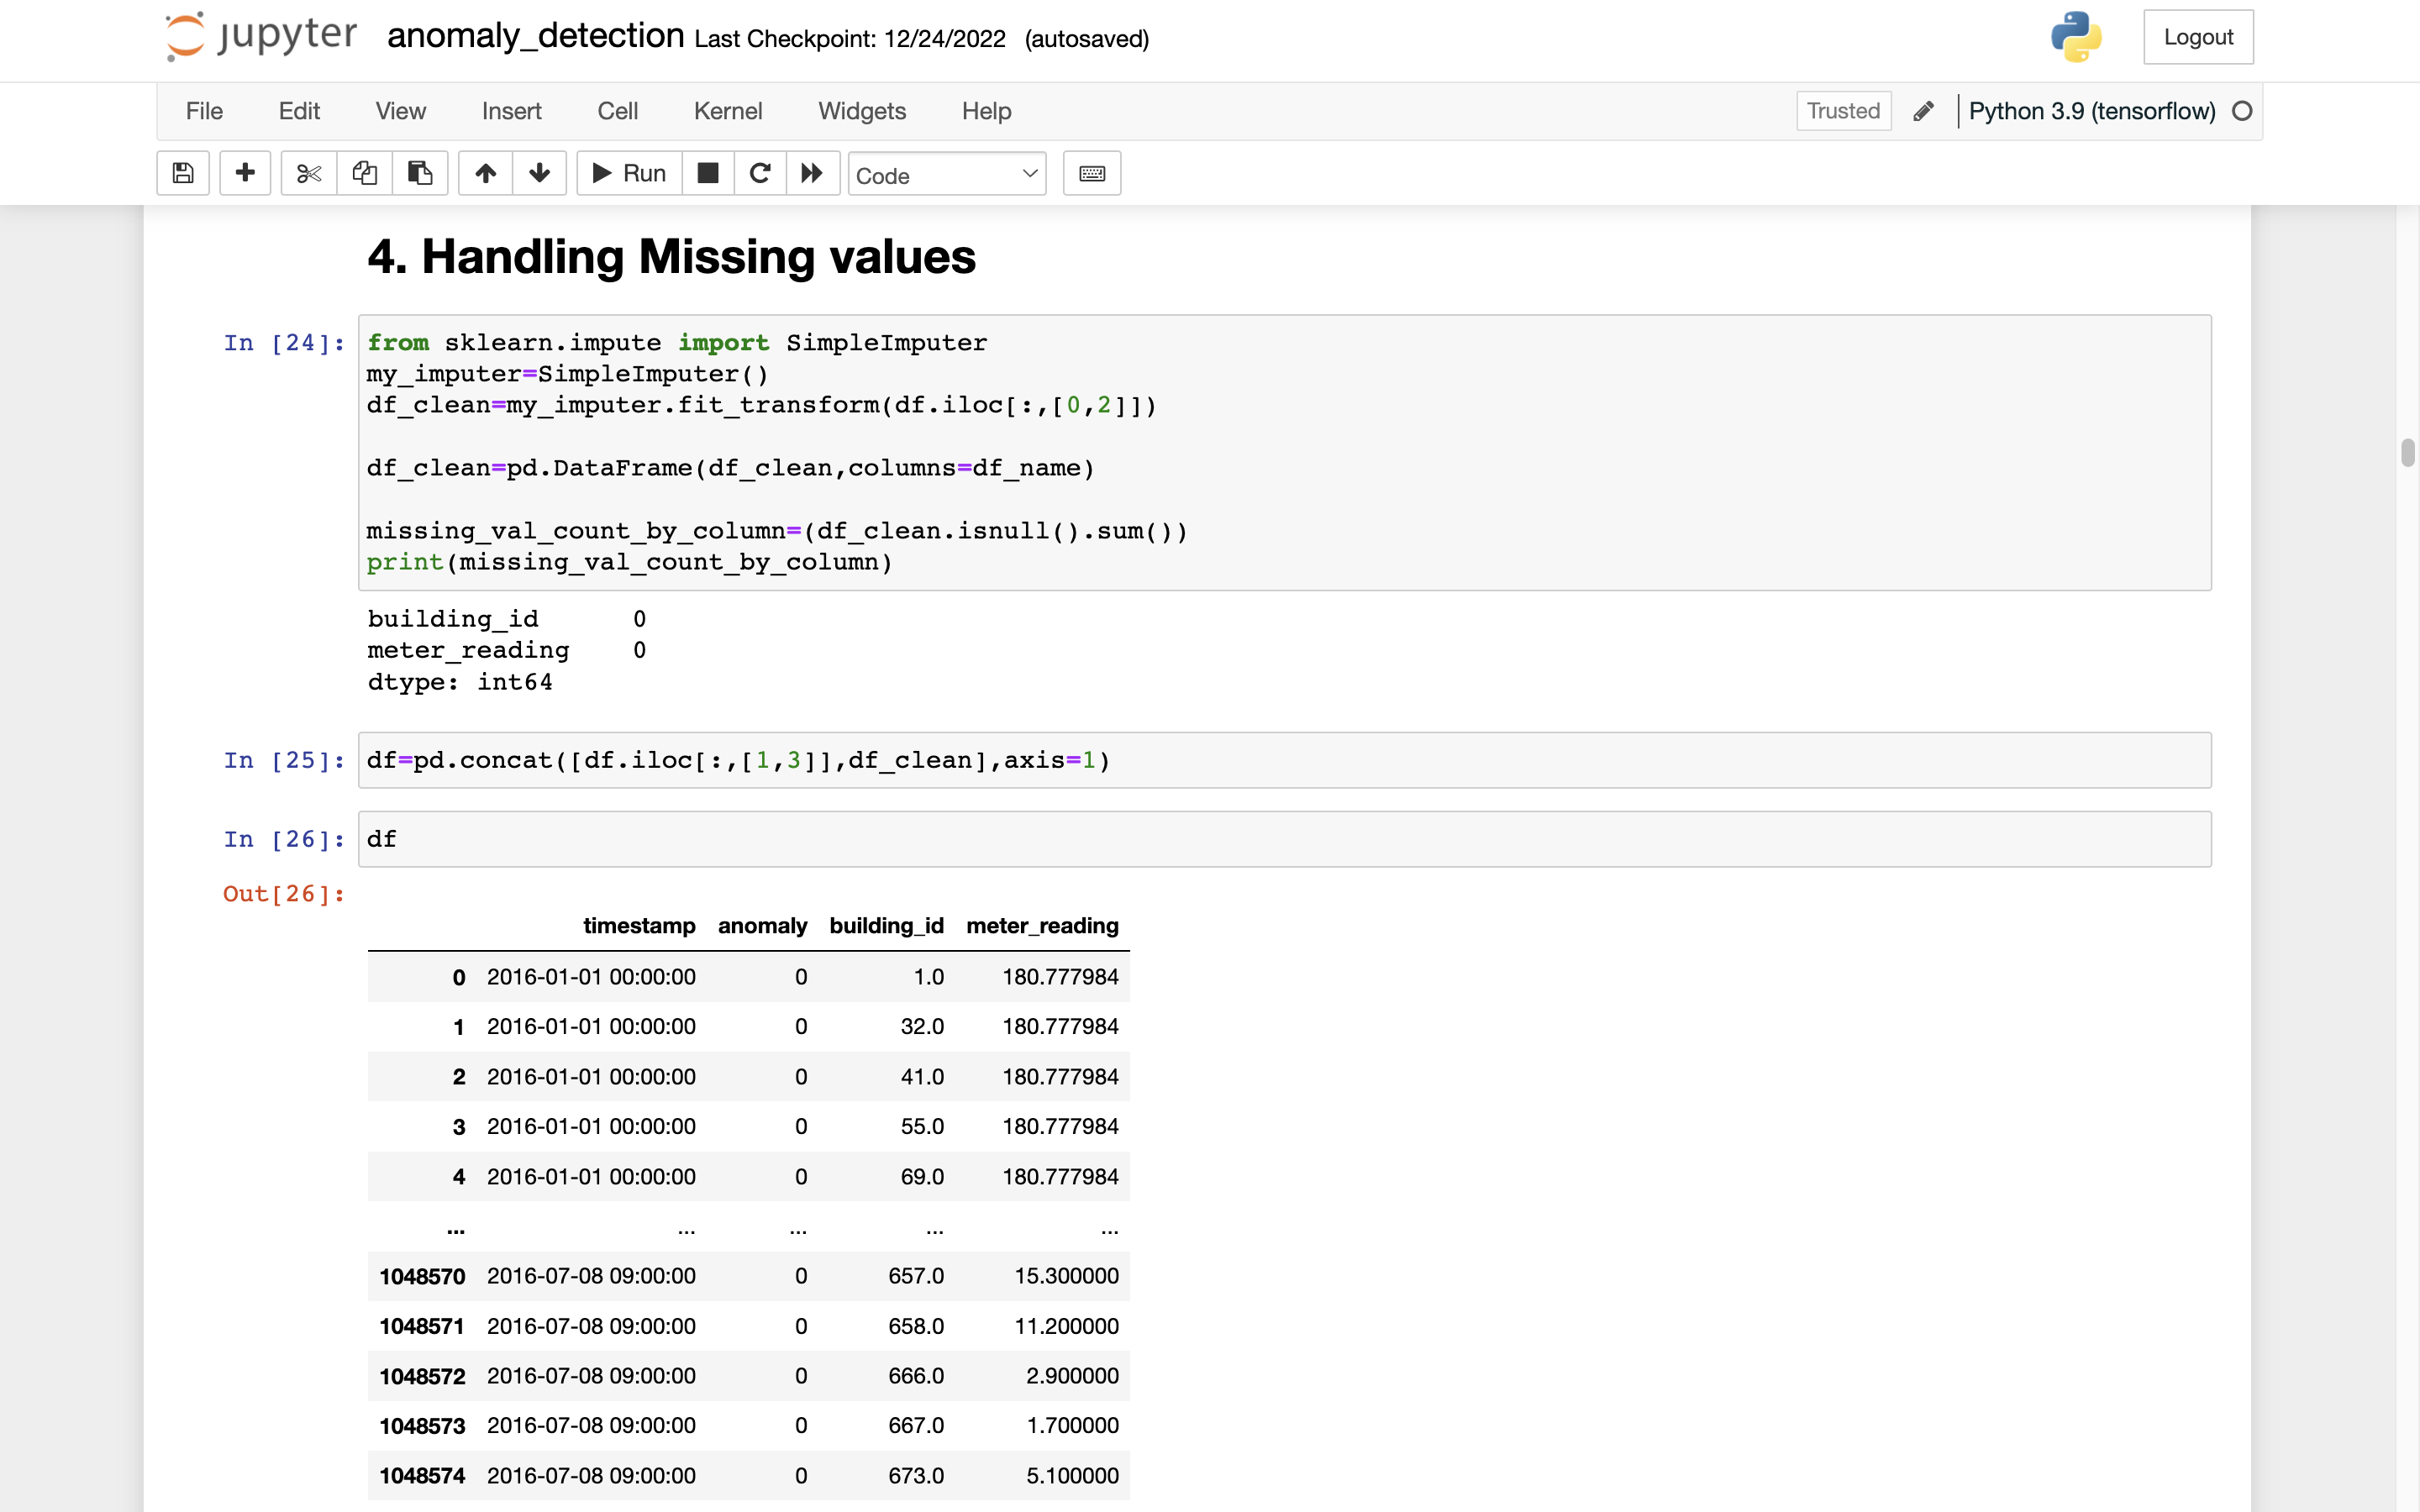 jupyter anomaly_detection Last Checkpoint: 12/24/2022 (autosaved)
Logout
File Edit View Insert Cell Kernel Widgets Help
Trusted
Python 3.9 (tensorflow)
Run
Code
4. Handling Missing values
In [24]:
from sklearn.impute import SimpleImputer
my_imputer=SimpleImputer()
df_clean=my_imputer.fit_transform(df.iloc[:,[0,2]])
df_clean=pd.DataFrame(df_clean,columns=df_name)
missing_val_count_by_column=(df_clean.isnull().sum())
print(missing_val_count_by_column)
building_id 0
meter_reading 0
dtype: int64
In [25]:
df=pd.concat([df.iloc[:,[1,3]],df_clean],axis=1)
In [26]:
df
Out[26]:
timestamp anomaly building_id meter_reading
0 2016-01-01 00:00:00 0 1.0 180.777984
1 2016-01-01 00:00:00 0 32.0 180.777984
2 2016-01-01 00:00:00 0 41.0 180.777984
3 2016-01-01 00:00:00 0 55.0 180.777984
4 2016-01-01 00:00:00 0 69.0 180.777984
... ... ... ... ...
1048570 2016-07-08 09:00:00 0 657.0 15.300000
1048571 2016-07-08 09:00:00 0 658.0 11.200000
1048572 2016-07-08 09:00:00 0 666.0 2.900000
1048573 2016-07-08 09:00:00 0 667.0 1.700000
1048574 2016-07-08 09:00:00 0 673.0 5.100000